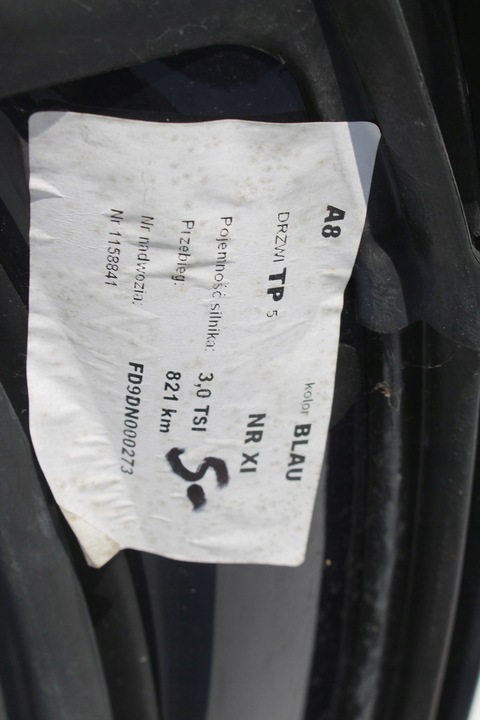 A8
DRZWI TP 5 kolor BLAU
NR XI
Pojemność silnika: 3,0 TSI
Przebieg: 821 km
Nr nadwozia: FD9DN000273
Nr 1158841